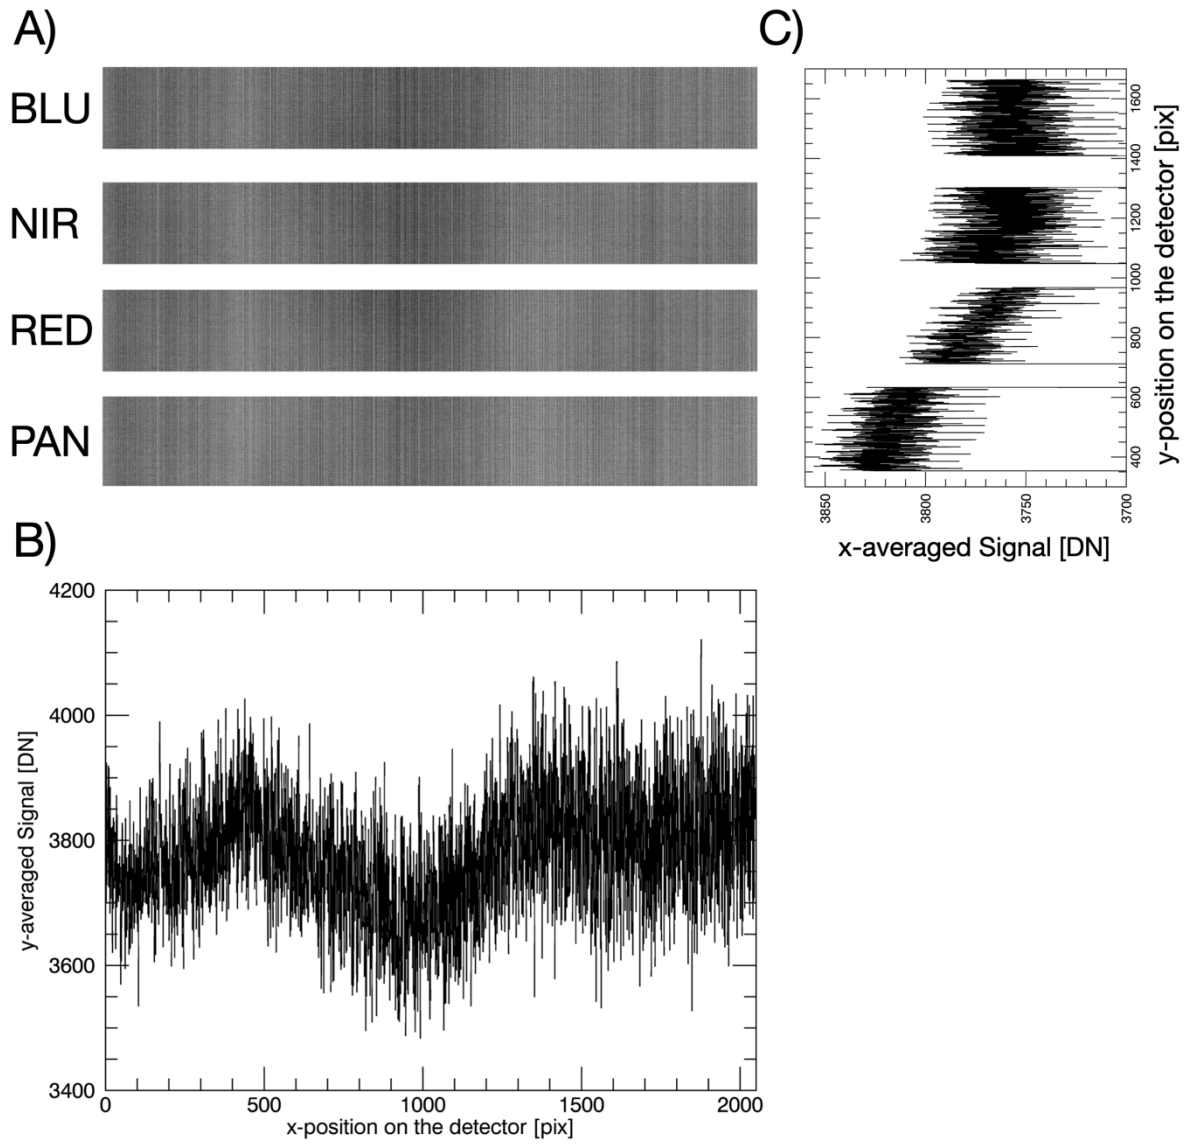 A)
BLU
NIR
RED
PAN
C)
1600
1400
1200
1000
800
600
400
y-position on the detector [pix]
3850
3800
3750
3700
x-averaged Signal [DN]
B)
4200
4000
3800
3600
3400
y-averaged Signal [DN]
0
500
1000
1500
2000
x-position on the detector [pix]